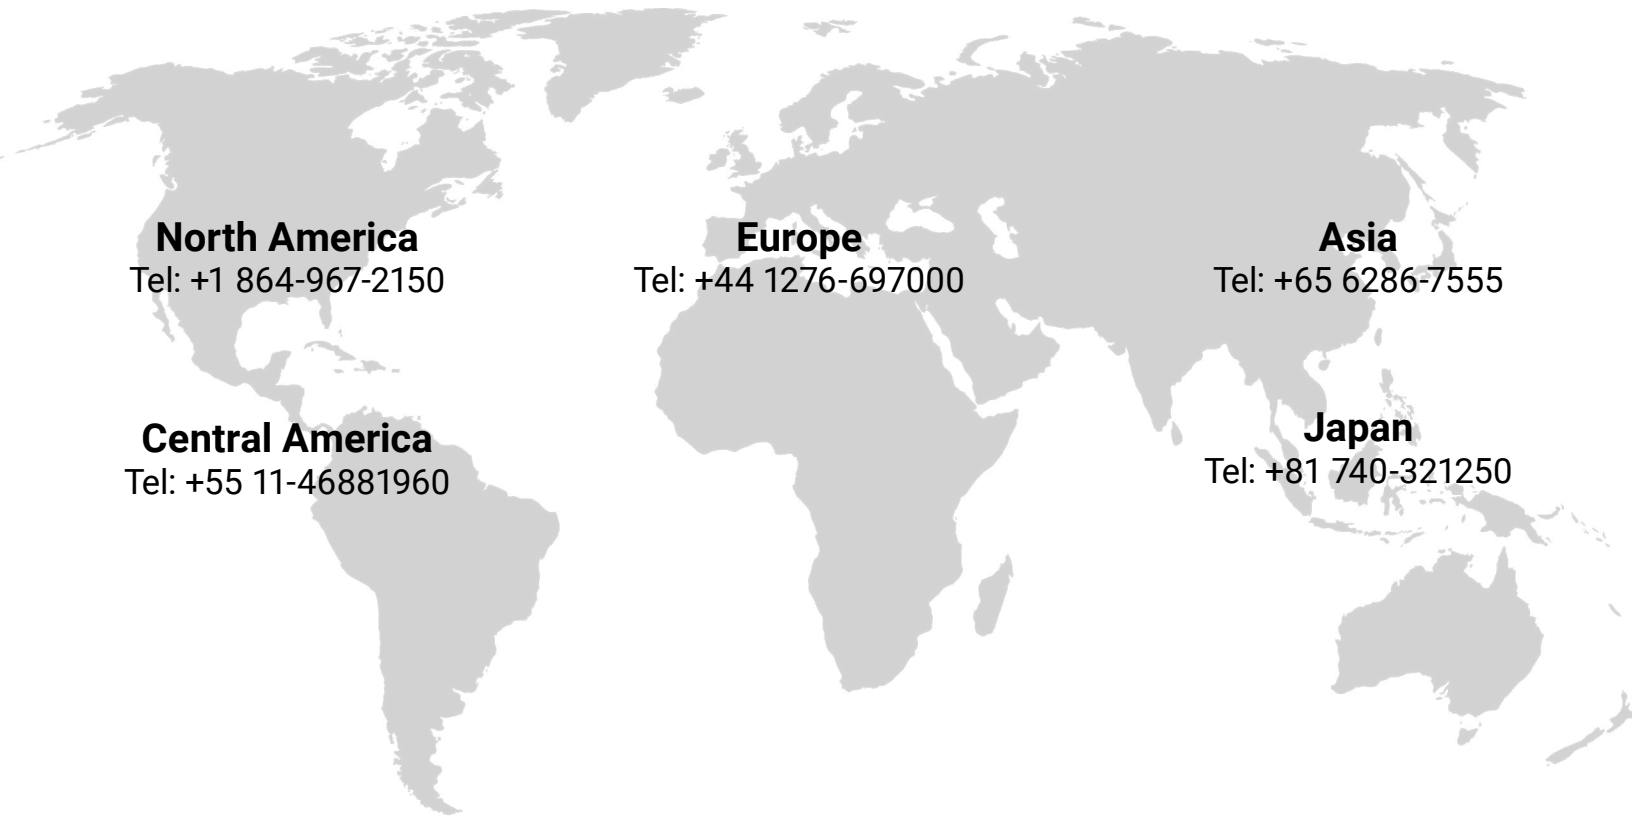 North America
Tel: +1 864-967-2150
Europe
Tel: +44 1276-697000
Asia
Tel: +65 6286-7555
Central America
Tel: +55 11-46881960
Japan
Tel: +81 740-321250